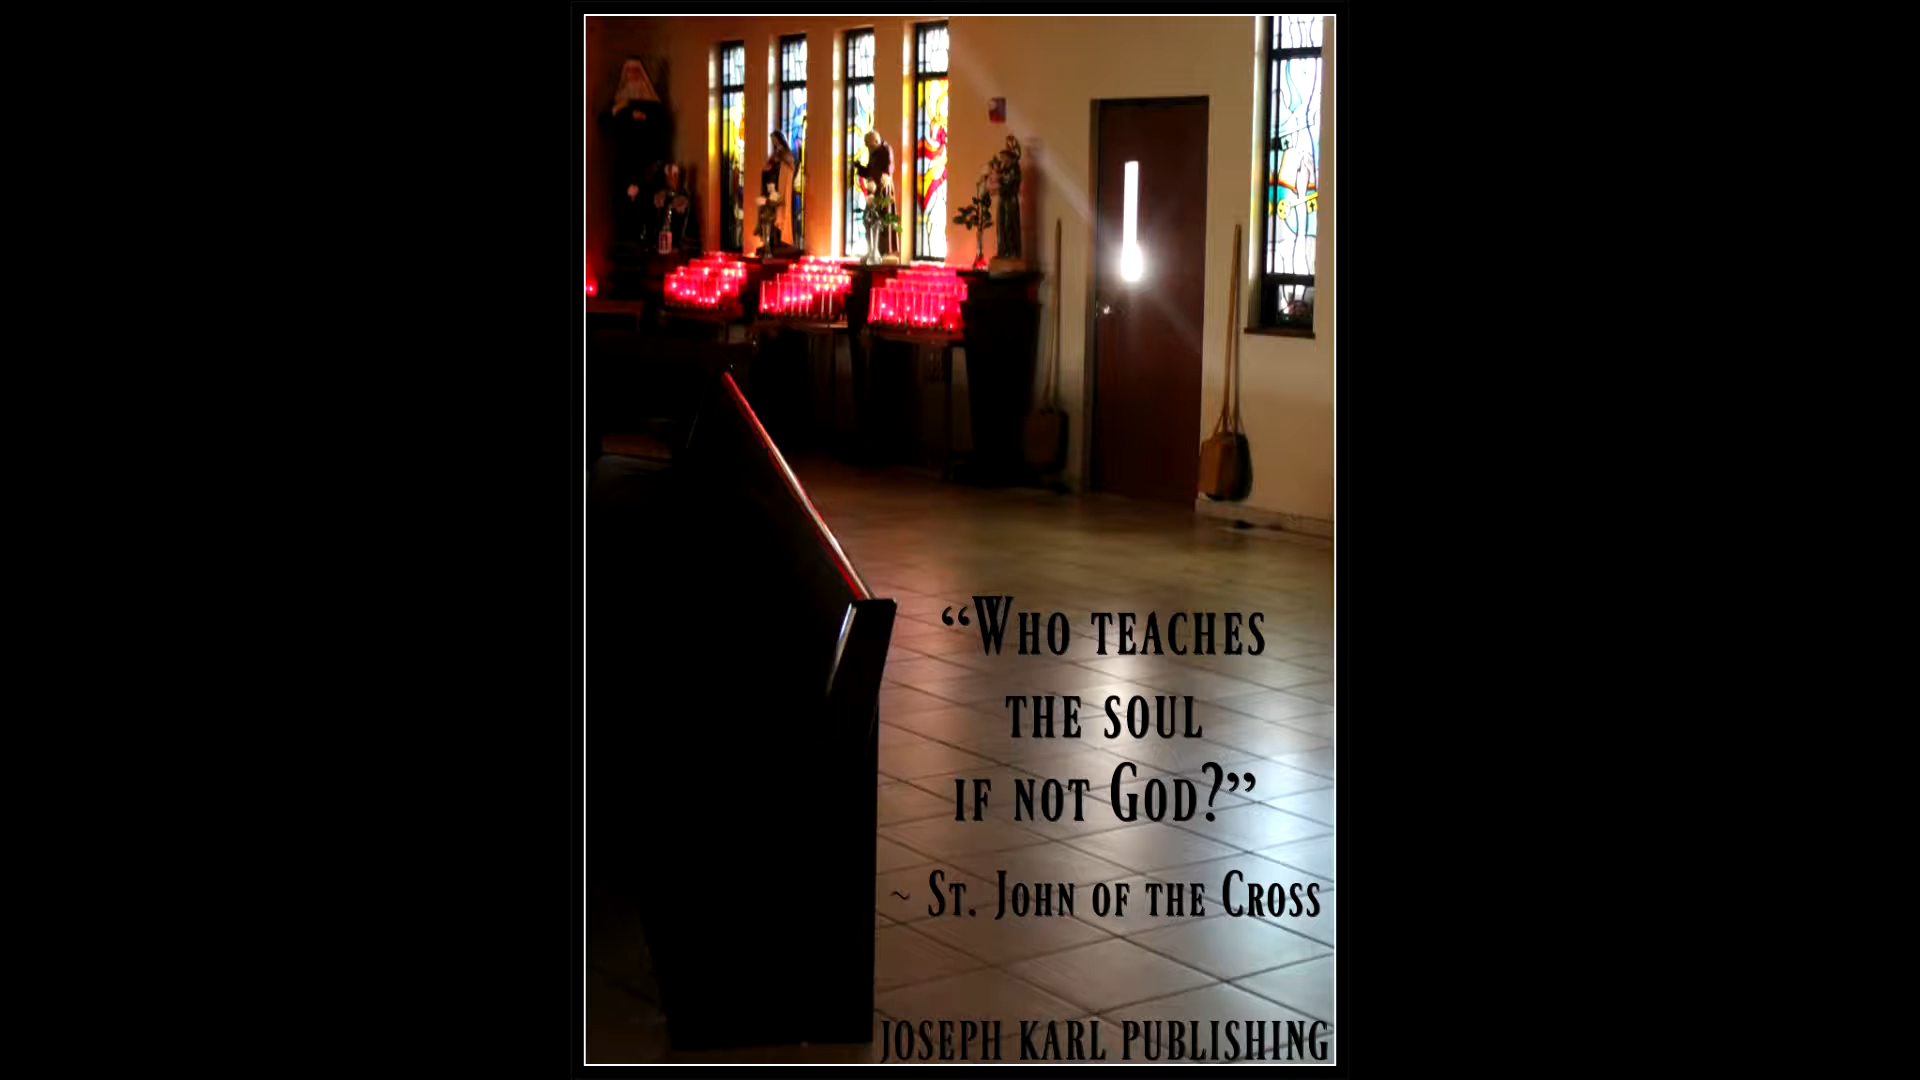 “Who teaches
the soul
if not God?”
~ St. John of the Cross
JOSEPH KARL PUBLISHING